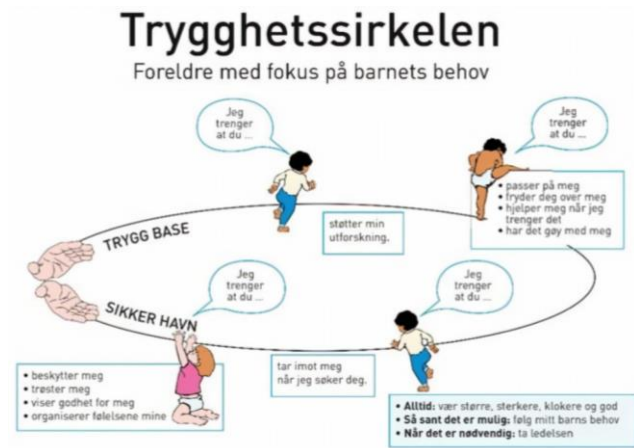 Trygghetssirkelen
Foreldre med fokus på barnets behov
Jeg
trenger
at du ...
Jeg
trenger
at du ...
• passer på meg
• fryder deg over meg
• hjelper meg når jeg
trenger det
• har det gøy med meg
støtter min
utforskning.
TRYGG BASE
SIKKER HAVN
Jeg
trenger
at du ...
Jeg
trenger
at du ...
• beskytter meg
• trøster meg
• viser godhet for meg
• organiserer følelsene mine
tar imot meg
når jeg søker deg.
• Alltid: vær større, sterkere, klokere og god
• Så sant det er mulig: følg mitt barns behov
• Når det er nødvendig: ta ledelsen